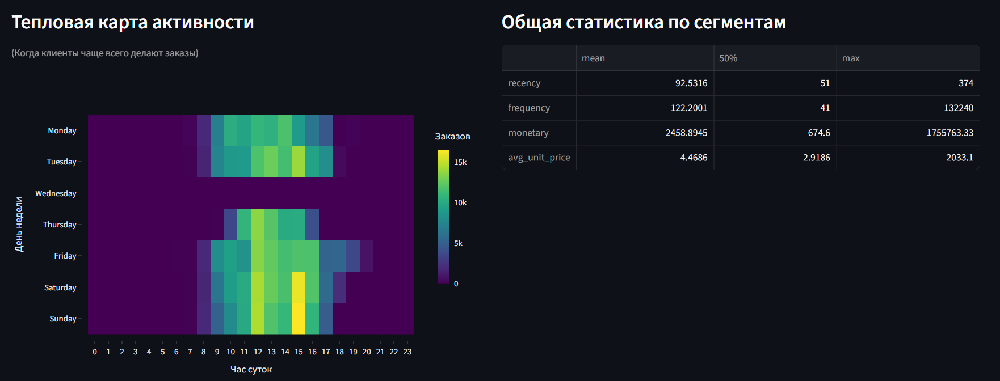 Тепловая карта активности
(Когда клиенты чаще всего делают заказы)
День недели
Monday
Tuesday
Wednesday
Thursday
Friday
Saturday
Sunday
0 1 2 3 4 5 6 7 8 9 10 11 12 13 14 15 16 17 18 19 20 21 22 23
Час суток
Заказов
15k
10k
5k
0
Общая статистика по сегментам
mean 50% max
recency 92.5316 51 374
frequency 122.2001 41 132240
monetary 2458.8945 674.6 1755763.33
avg_unit_price 4.4686 2.9186 2033.1